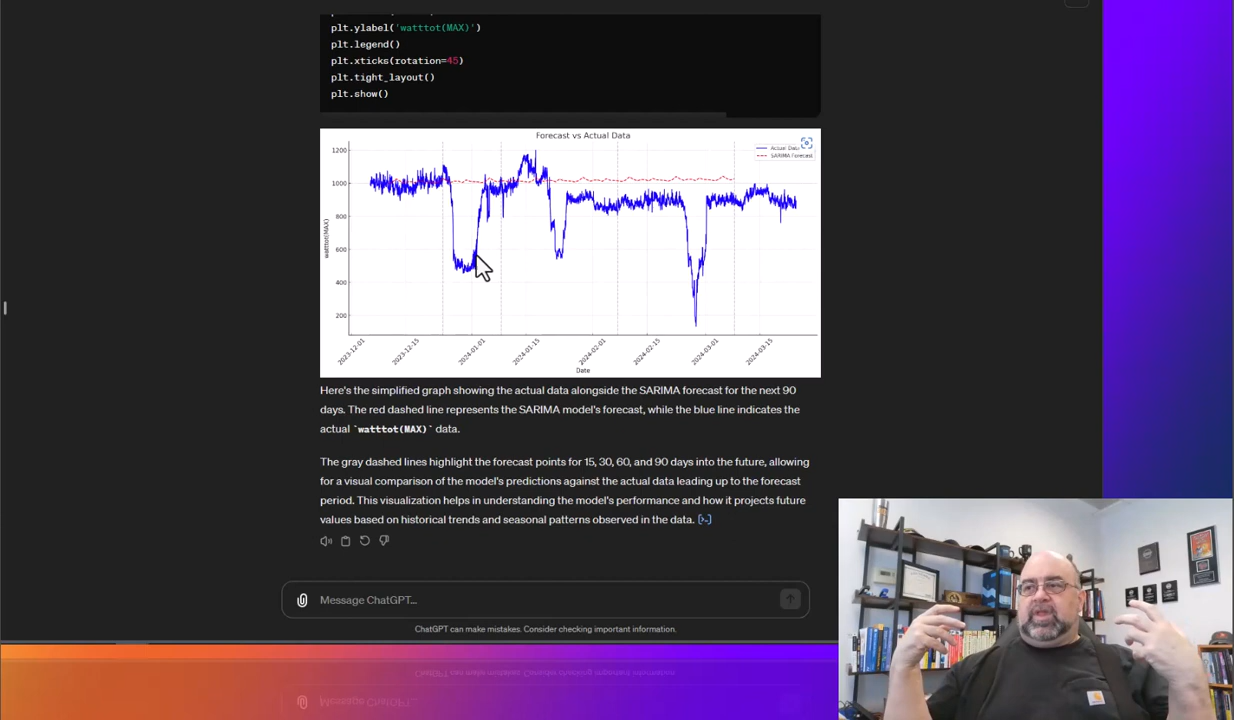 plt.ylabel('watttot(MAX)')
plt.legend()
plt.xticks(rotation=45)
plt.tight_layout()
plt.show()
Forecast vs Actual Data
Actual Data
SARIMA Forecast
1200
1000
800
600
400
200
watttot(MAX)
2023-12-01
2023-12-15
2024-01-01
2024-01-15
2024-02-01
2024-02-15
2024-03-01
2024-03-15
Date
Here's the simplified graph showing the actual data alongside the SARIMA forecast for the next 90
days. The red dashed line represents the SARIMA model's forecast, while the blue line indicates the
actual `watttot(MAX)` data.
The gray dashed lines highlight the forecast points for 15, 30, 60, and 90 days into the future, allowing
for a visual comparison of the model's predictions against the actual data leading up to the forecast
period. This visualization helps in understanding the model's performance and how it projects future
values based on historical trends and seasonal patterns observed in the data. [>-]
Message ChatGPT...
ChatGPT can make mistakes. Consider checking important information.